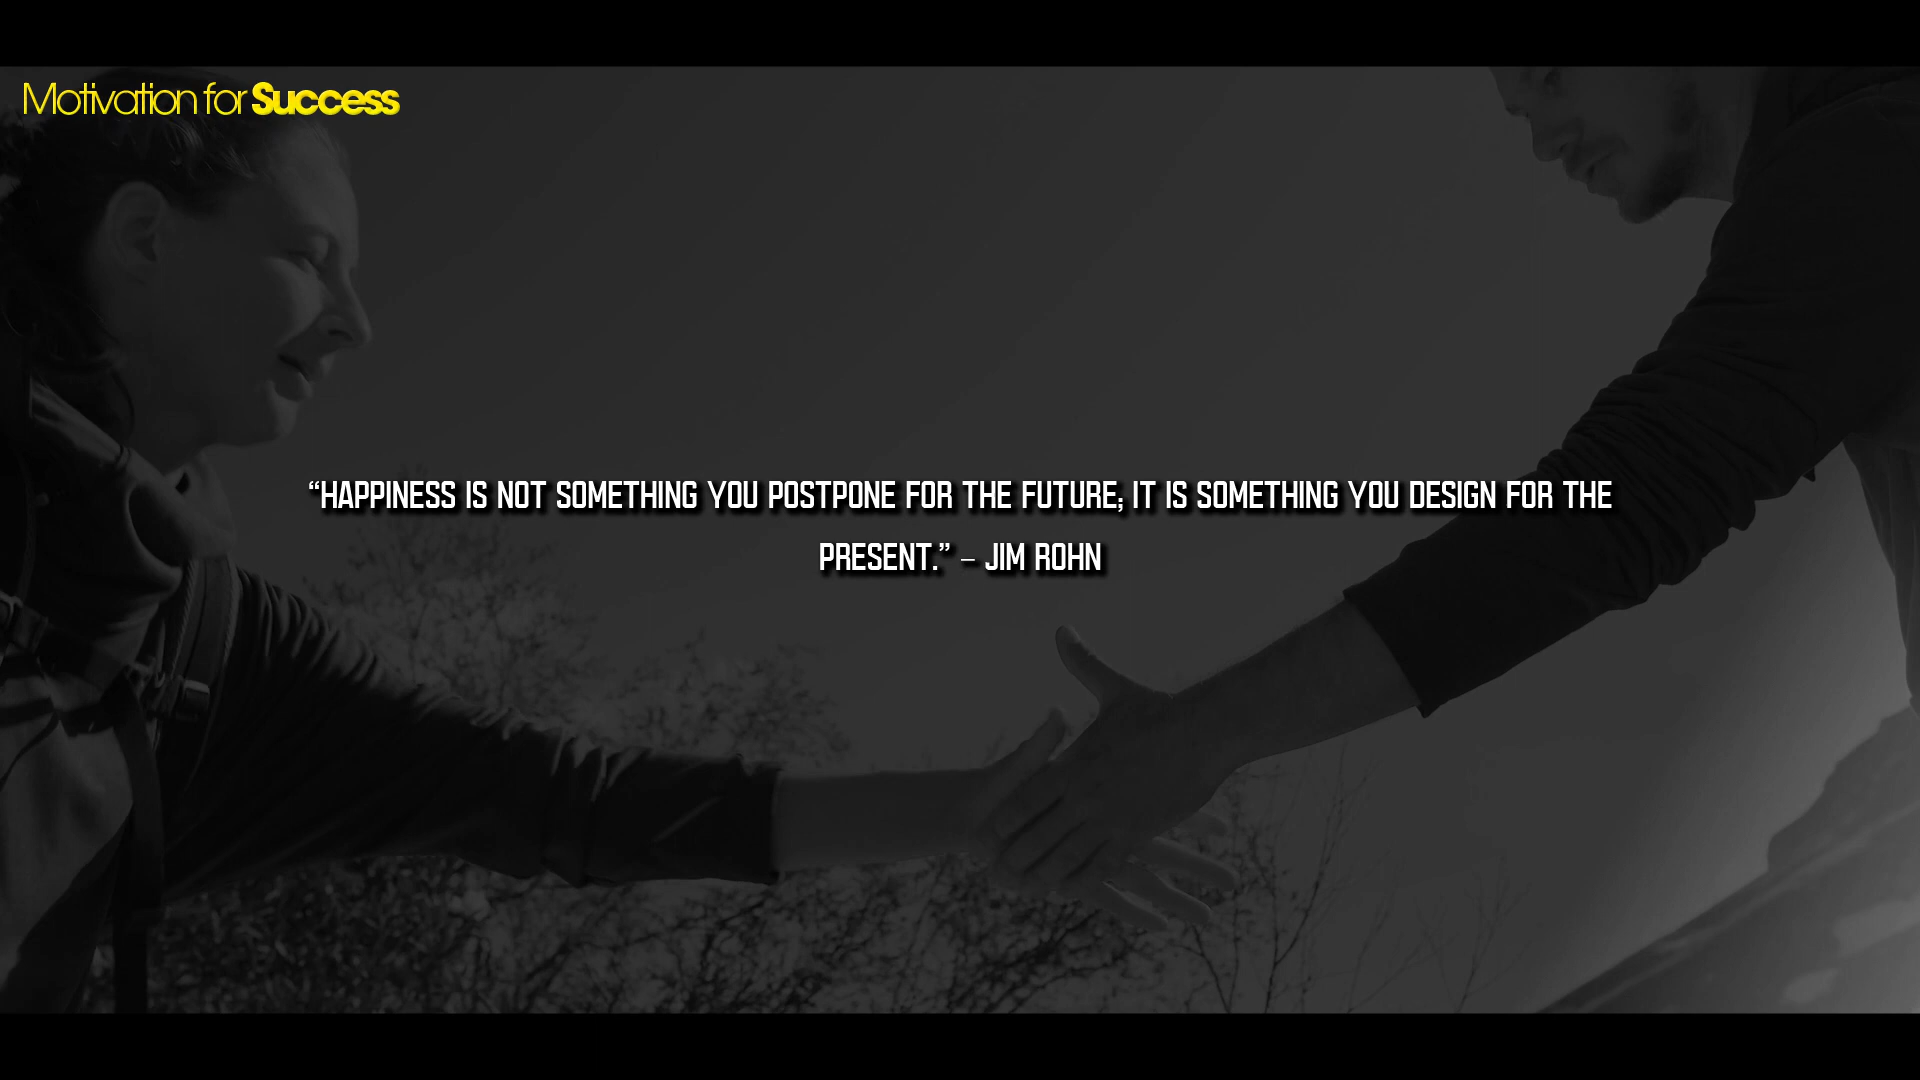 Motivation for Success
“HAPPINESS IS NOT SOMETHING YOU POSTPONE FOR THE FUTURE; IT IS SOMETHING YOU DESIGN FOR THE
PRESENT.” – JIM ROHN